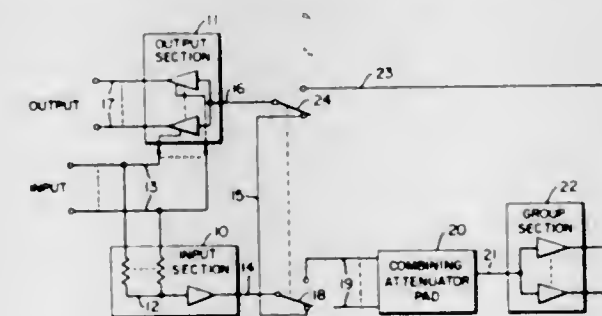 11
OUTPUT
SECTION
23
16
24
OUTPUT
17
INPUT
13
15
22
10
20
GROUP
SECTION
INPUT
SECTION
14
COMBINING
ATTENUATOR
PAD
21
12
18
19